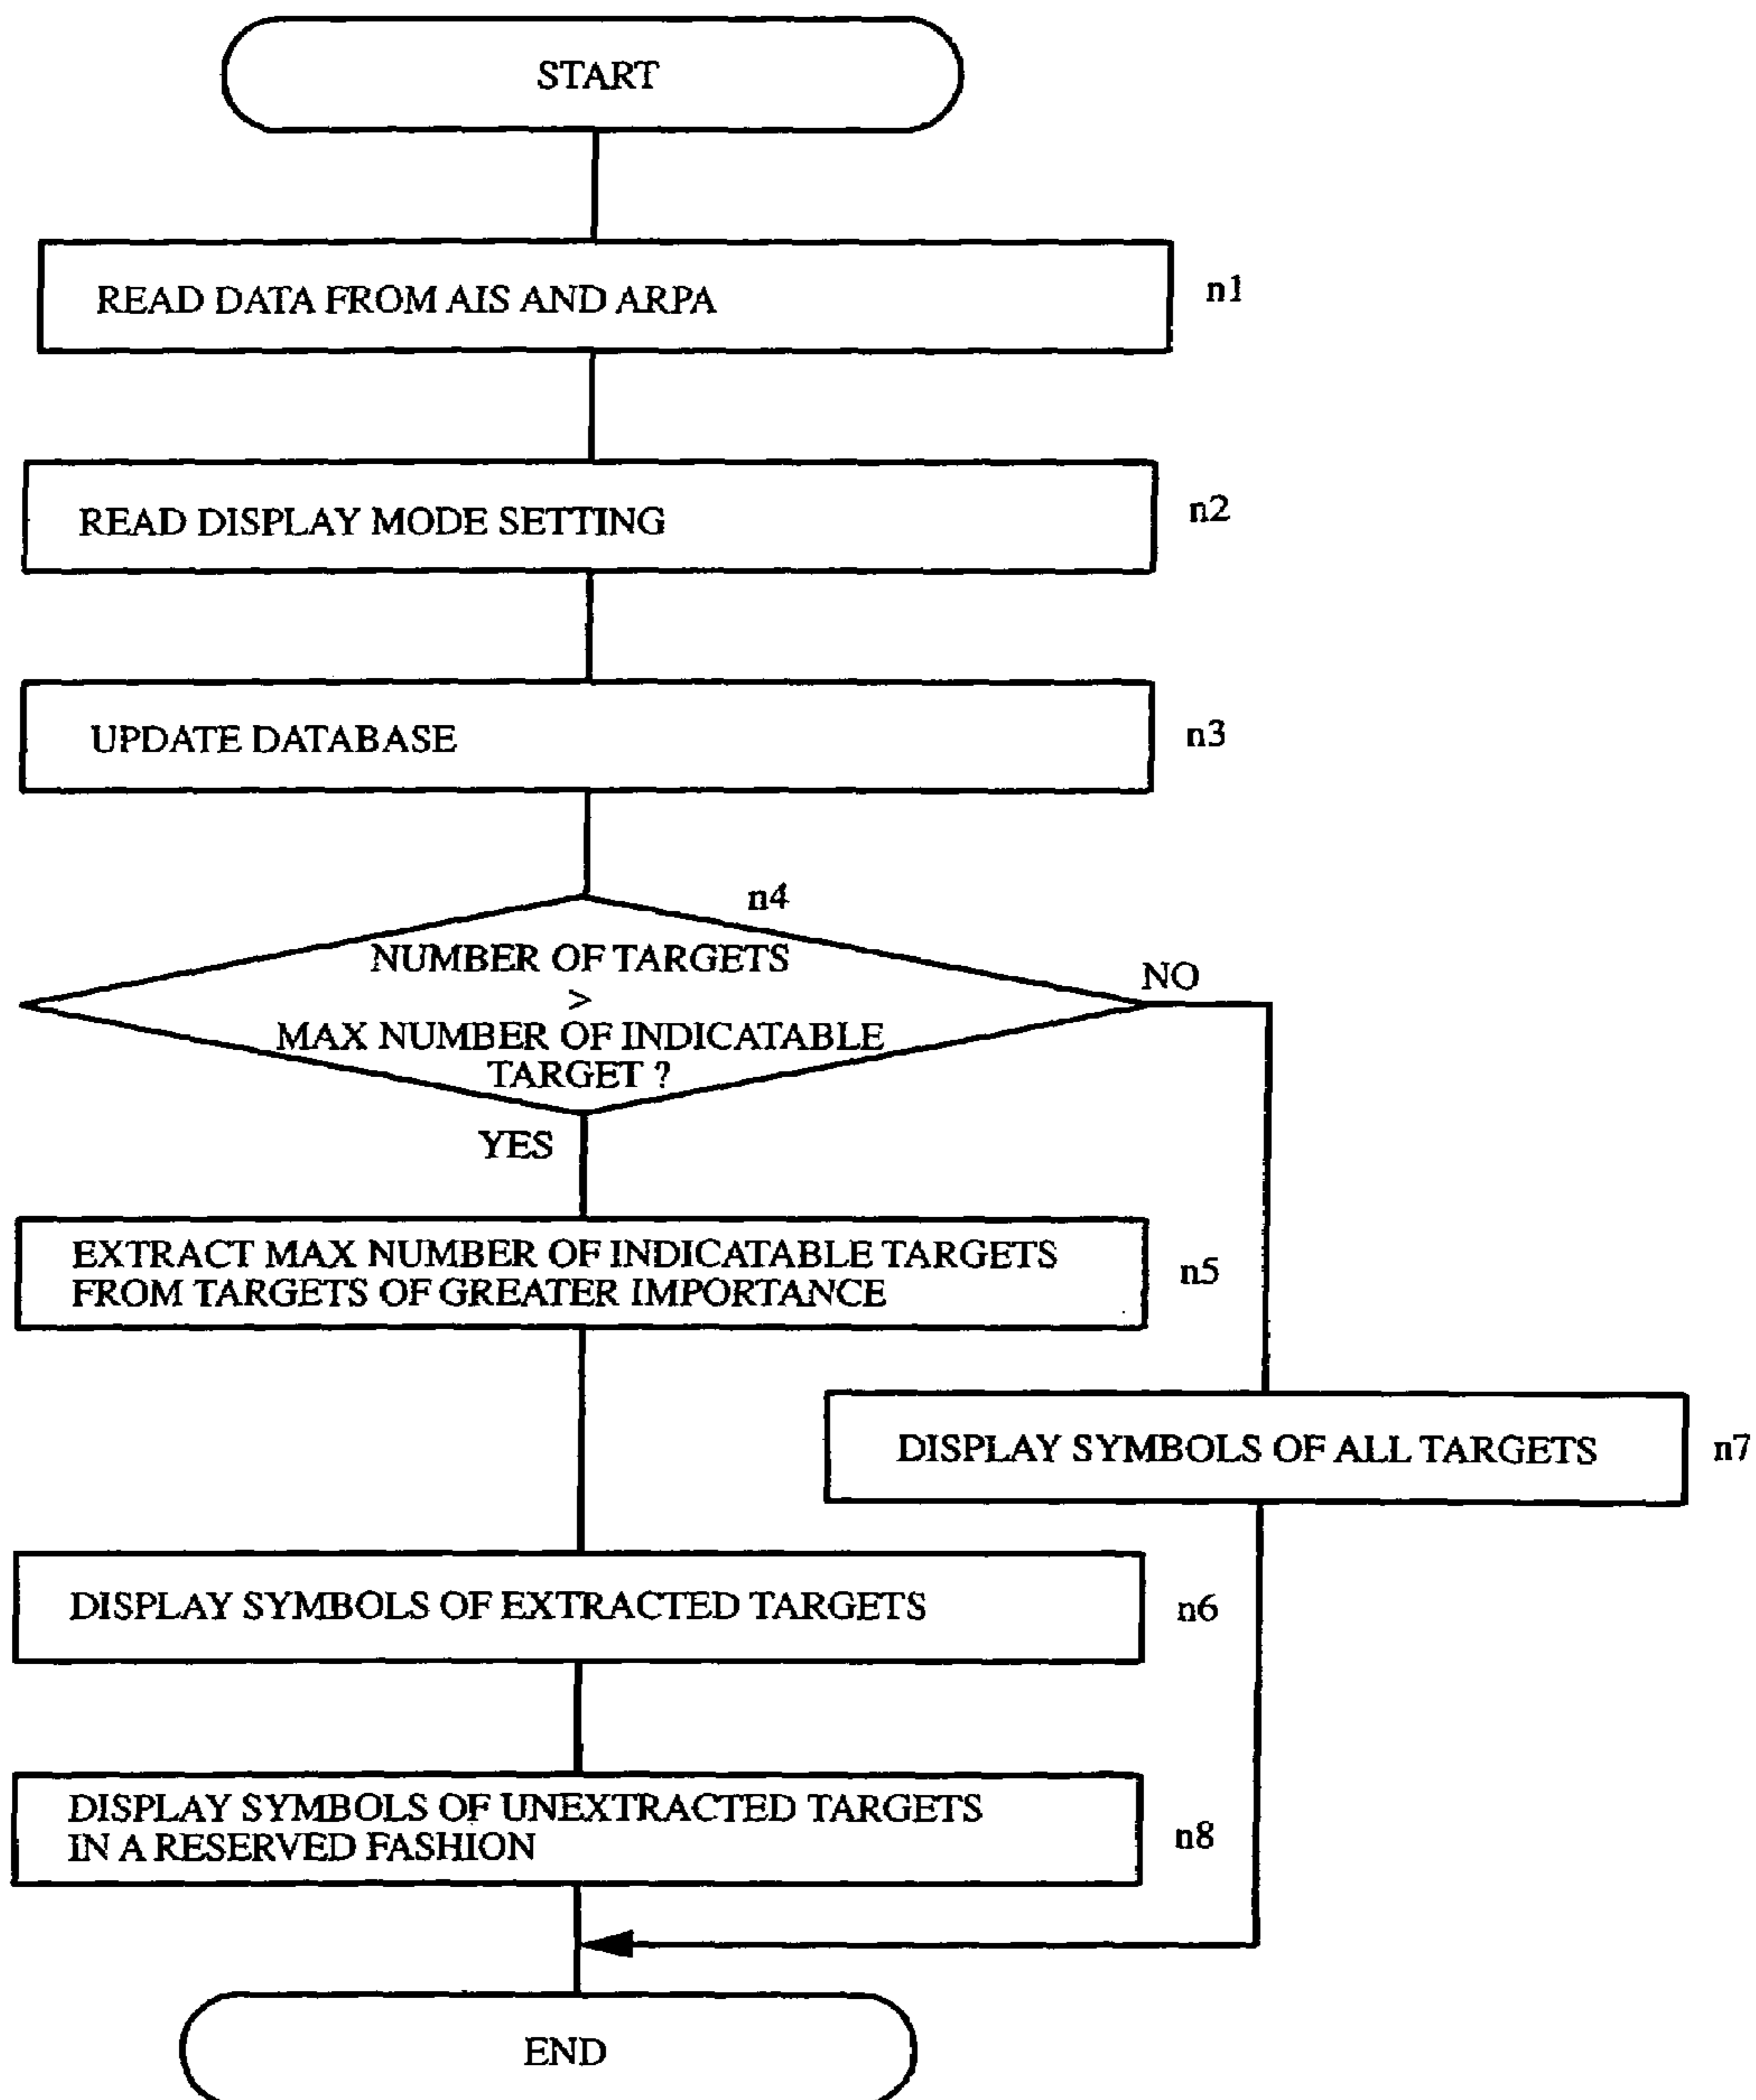 START
READ DATA FROM AIS AND ARPA
n1
READ DISPLAY MODE SETTING
n2
UPDATE DATABASE
n3
n4
NUMBER OF TARGETS
>
MAX NUMBER OF INDICATABLE
TARGET ?
NO
YES
EXTRACT MAX NUMBER OF INDICATABLE TARGETS
FROM TARGETS OF GREATER IMPORTANCE
n5
DISPLAY SYMBOLS OF ALL TARGETS
n7
DISPLAY SYMBOLS OF EXTRACTED TARGETS
n6
DISPLAY SYMBOLS OF UNEXTRACTED TARGETS
IN A RESERVED FASHION
n8
END